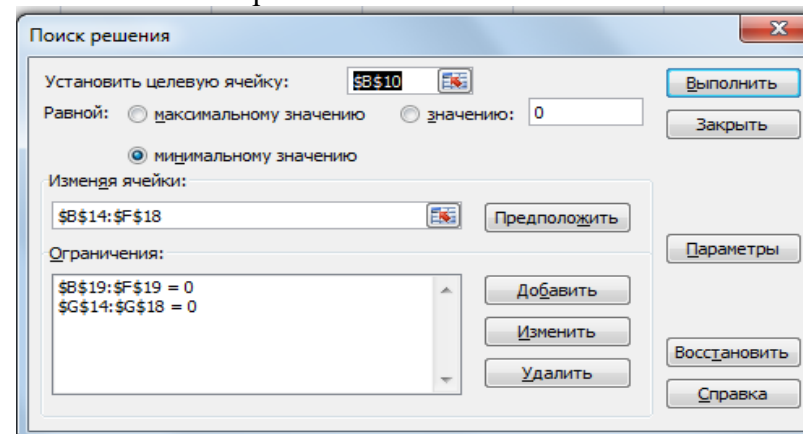 Поиск решения
Установить целевую ячейку: $B$10
Равной: максимальному значению значению: 0
минимальному значению
Изменяя ячейки:
$B$14:$F$18
Предположить
Ограничения:
$B$19:$F$19 = 0
$G$14:$G$18 = 0
Добавить
Изменить
Удалить
Выполнить
Закрыть
Параметры
Восстановить
Справка